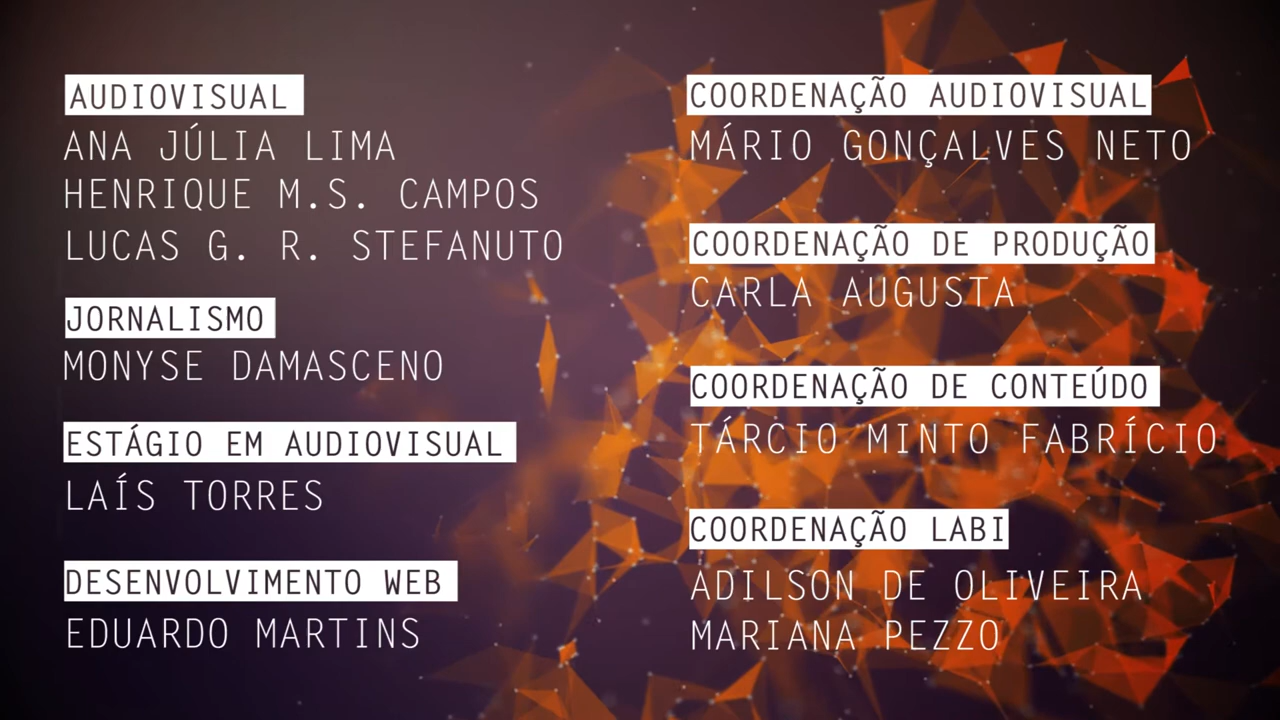 AUDIOVISUAL
ANA JÚLIA LIMA
HENRIQUE M.S. CAMPOS
LUCAS G. R. STEFANUTO
JORNALISMO
MONYSE DAMASCENO
ESTÁGIO EM AUDIOVISUAL
LAÍS TORRES
DESENVOLVIMENTO WEB
EDUARDO MARTINS
COORDENAÇÃO AUDIOVISUAL
MÁRIO GONÇALVES NETO
COORDENAÇÃO DE PRODUÇÃO
CARLA AUGUSTA
COORDENAÇÃO DE CONTEÚDO
TÁRCIO MINTO FABRÍCIO
COORDENAÇÃO LABI
ADILSON DE OLIVEIRA
MARIANA PEZZO